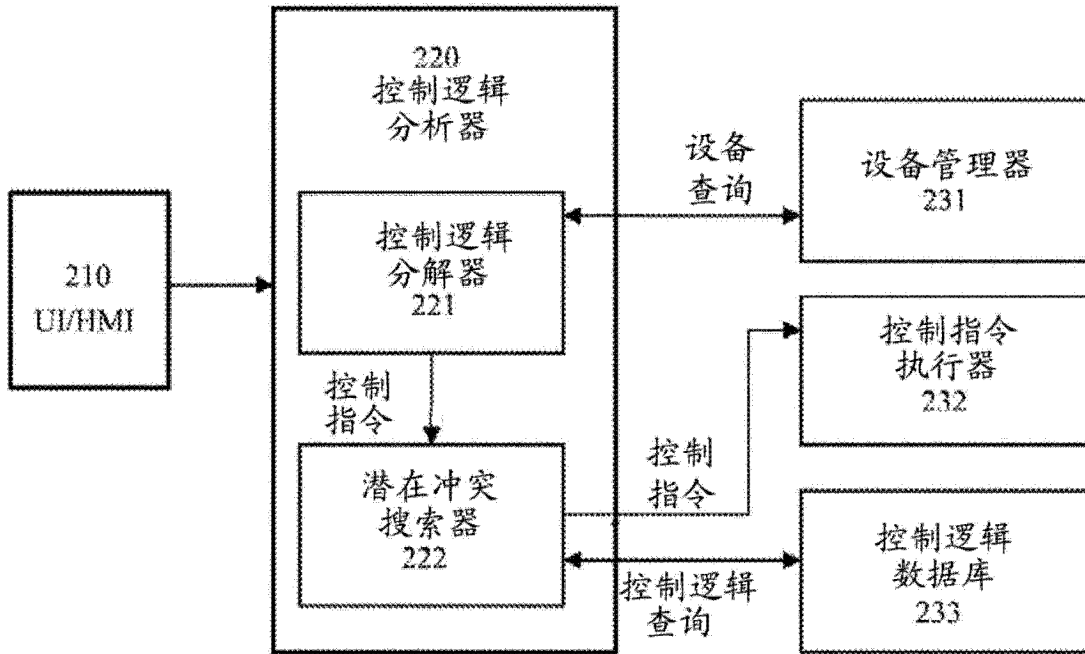 210
UI/HMI
220
控制逻辑
分析器
控制逻辑
分解器
221
控制
指令
潜在冲突
搜索器
222
设备
查询
设备管理器
231
控制
指令
控制指令
执行器
232
控制逻辑
查询
控制逻辑
数据库
233